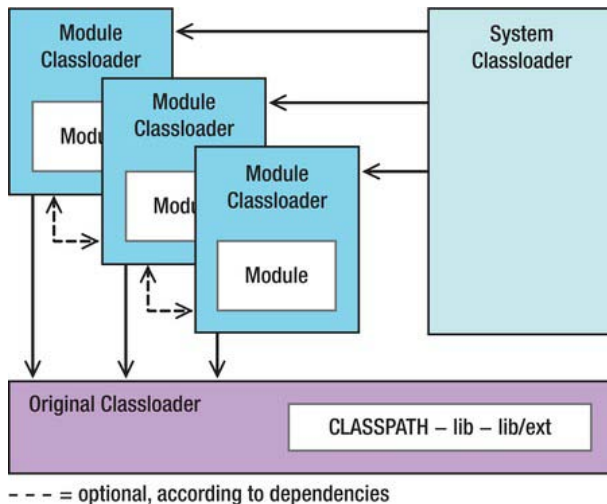 Module
Classloader
Module
Classloader
Module
Classloader
Module
System
Classloader
Original Classloader
CLASSPATH – lib – lib/ext
– – – = optional, according to dependencies